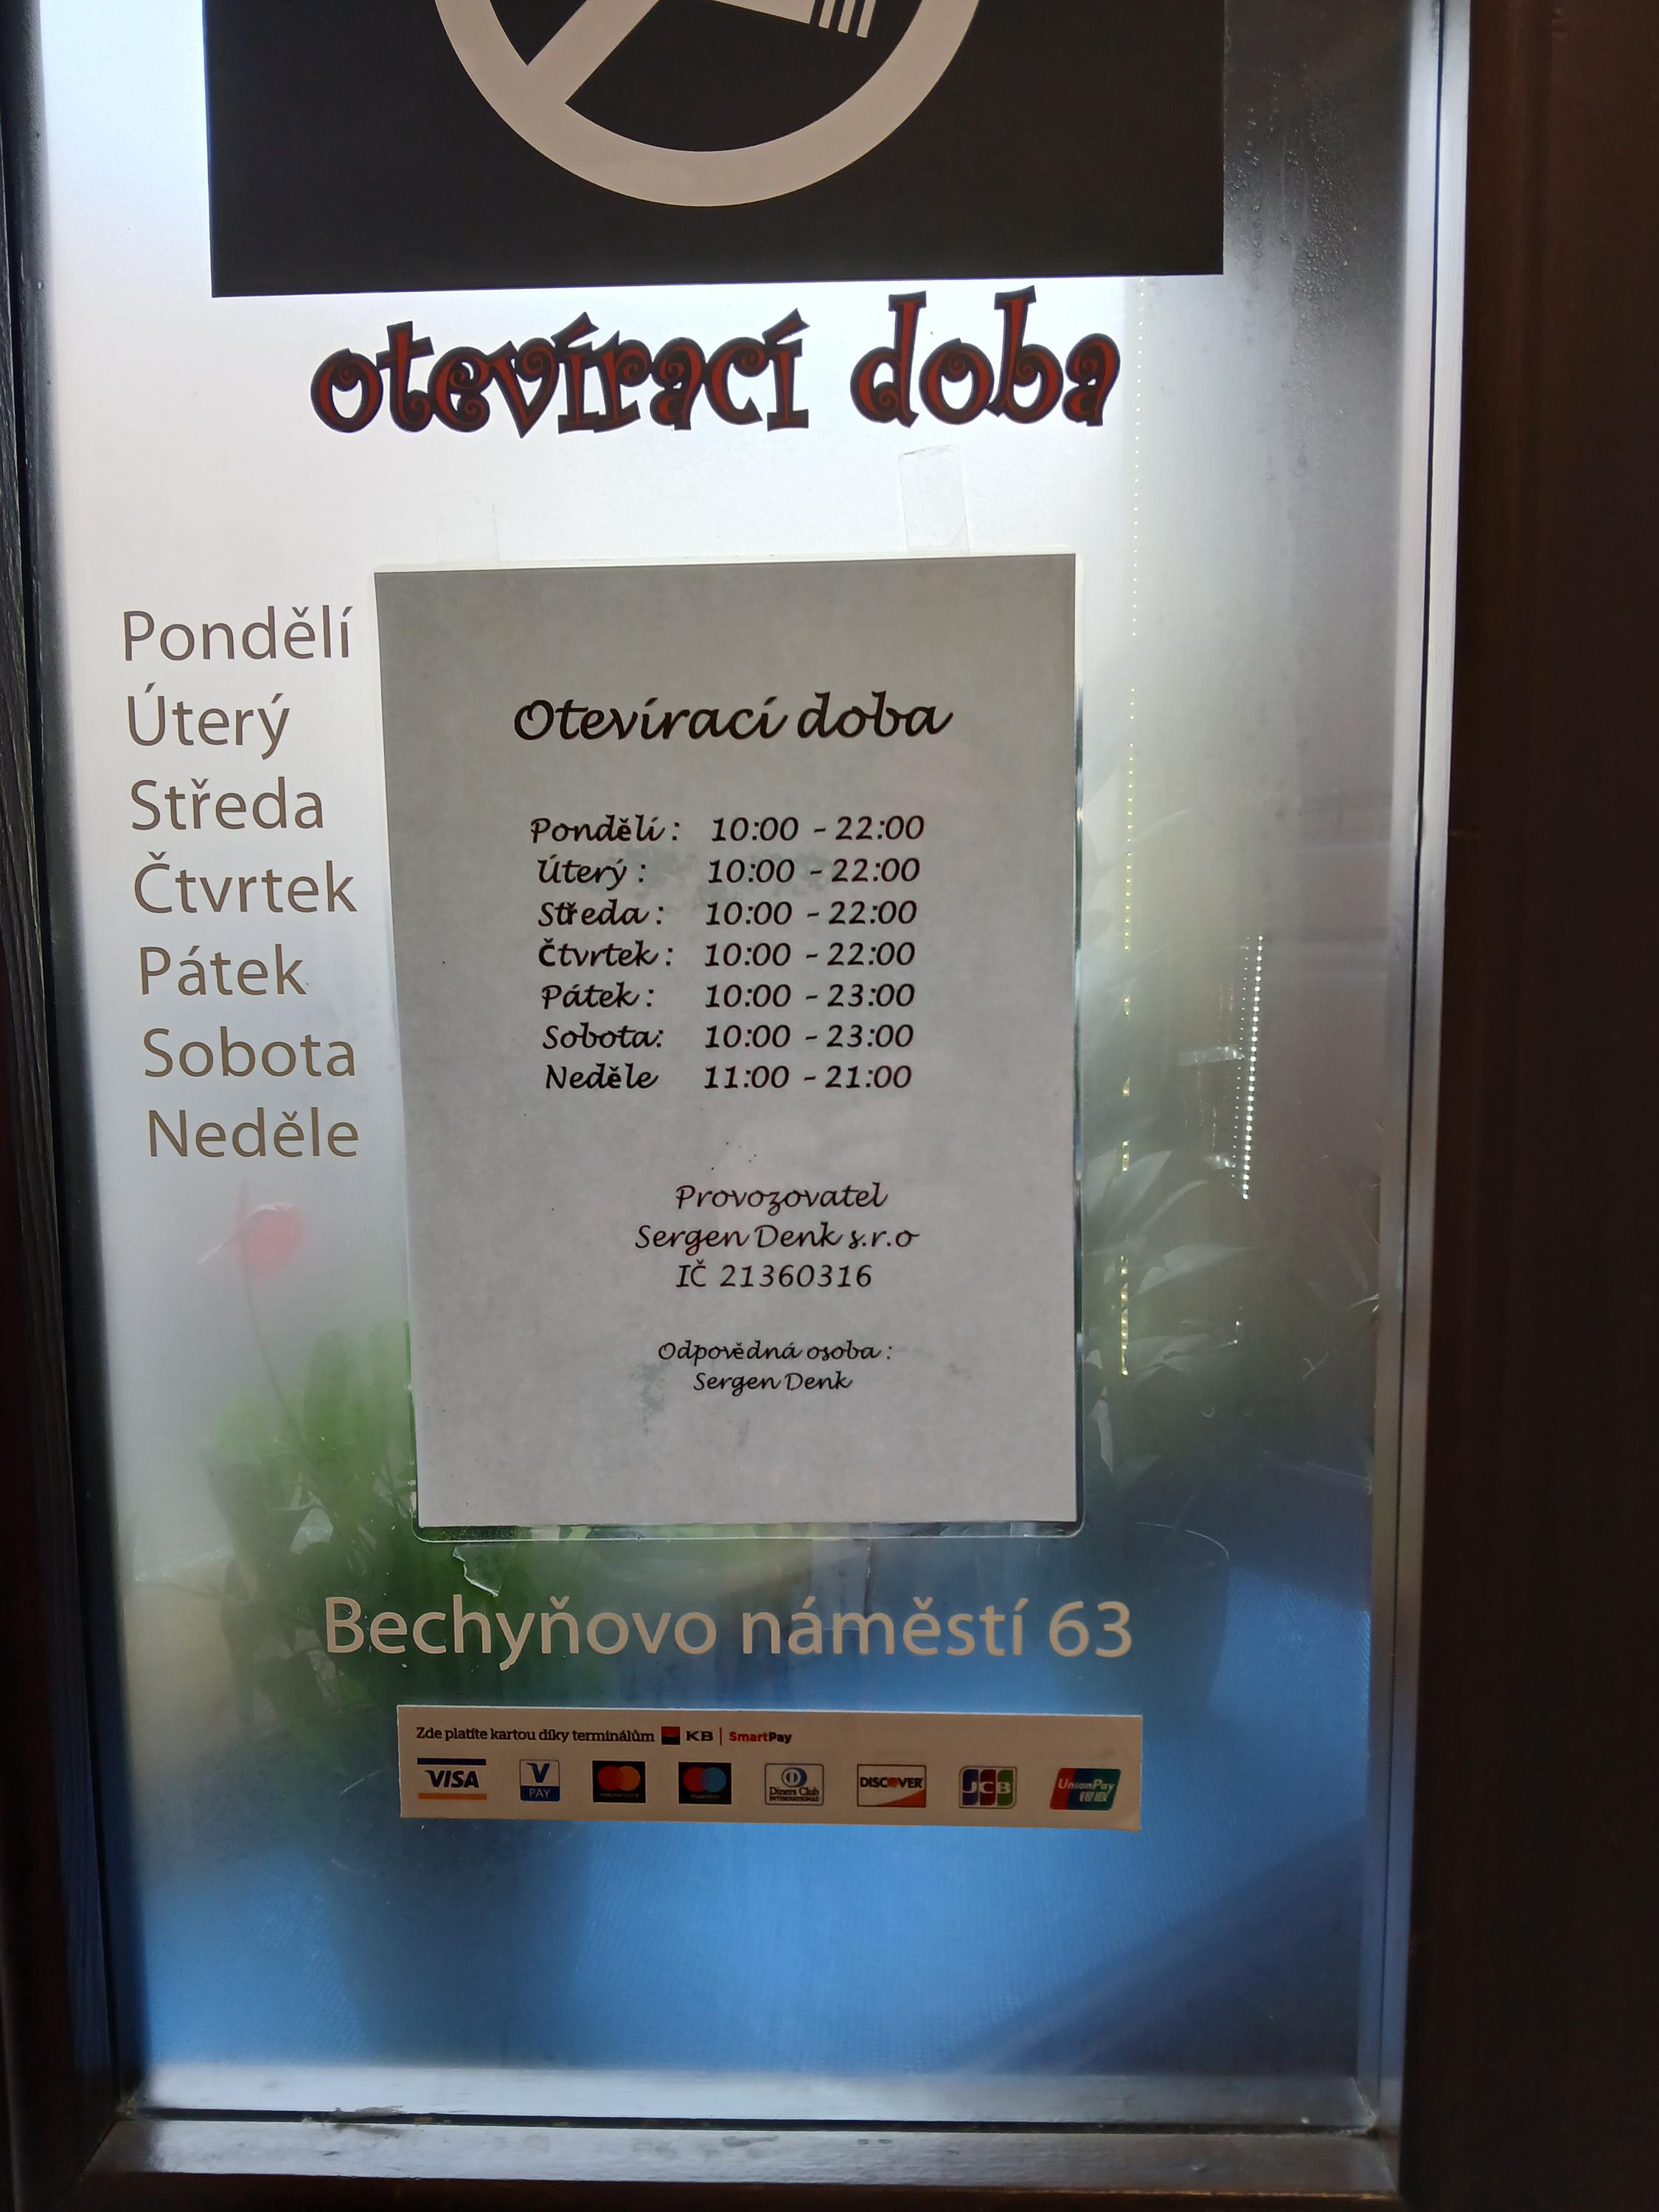 otevírací doba
Pondělí
Úterý
Středa
Čtvrtek
Pátek
Sobota
Neděle
Otevírací doba
Pondělí : 10:00 - 22:00
Úterý : 10:00 - 22:00
Středa : 10:00 - 22:00
Čtvrtek : 10:00 - 22:00
Pátek : 10:00 - 23:00
Sobota: 10:00 - 23:00
Neděle 11:00 - 21:00
Provozovatel
Sergen Denk s.r.o
IČ 21360316
Odpovědná osoba :
Sergen Denk
Bechyňovo náměstí 63
Zde platíte kartou díky terminálům KB | SmartPay
VISA V PAY Diners Club INTERNATIONAL DISCOVER JCB UnionPay